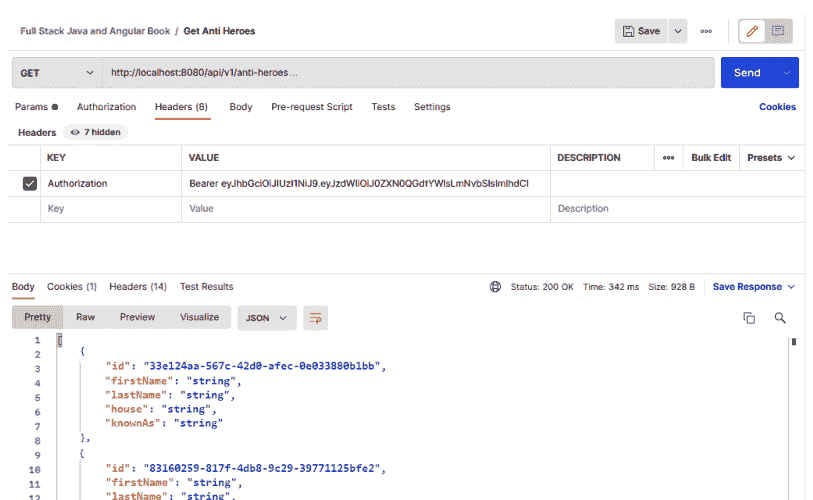 Full Stack Java and Angular Book / Get Anti Heroes
Save
GET http://localhost:8080/api/v1/anti-heroes... Send
Params Authorization Headers (8) Body Pre-request Script Tests Settings Cookies
Headers 7 hidden
KEY VALUE DESCRIPTION Bulk Edit Presets
Authorization Bearer eyJhbGciOiJIUzI1NiJ9.eyJzdWIiOiJ0ZXN0QGdtYWlsLmNvbSIsImlhdCI
Key Value Description
Body Cookies (1) Headers (14) Test Results Status: 200 OK Time: 342 ms Size: 928 B Save Response
Pretty Raw Preview Visualize JSON
1 [
2 {
3 "id": "33e124aa-567c-42d0-afec-0e033880b1bb",
4 "firstName": "string",
5 "lastName": "string",
6 "house": "string",
7 "knownAs": "string"
8 },
9 {
10 "id": "83160259-817f-4db8-9c29-39771125bfe2",
11 "firstName": "string",
12 "lastName": "string",